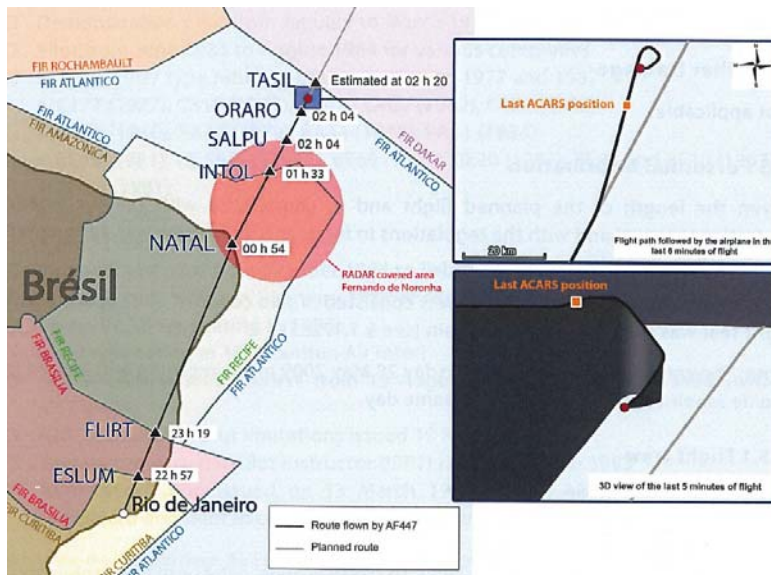 FIR ROCHAMBAULT
FIR ATLANTICO
TASIL
Estimated at 02 h 20
ORARO
02 h 04
SALPU
02 h 04
INTOL
01 h 33
FIR DAKAR
FIR ATLANTICO
FIR ATLANTICO
FIR AMAZONICA
NATAL
00 h 54
RADAR covered area
Fernando de Noronha
Brésil
FIR RECIFE
FIR BRASILIA
FIR RECIFE
FIR ATLANTICO
FLIRT
23 h 19
ESLUM
22 h 57
Rio de Janeiro
FIR BRASILIA
FIR CURITIBA
FIR CURITIBA
FIR ATLANTICO
Route flown by AF447
Planned route
Last ACARS position
N
20 km
Flight path followed by the airplane in the
last 6 minutes of flight
Last ACARS position
3D view of the last 5 minutes of flight